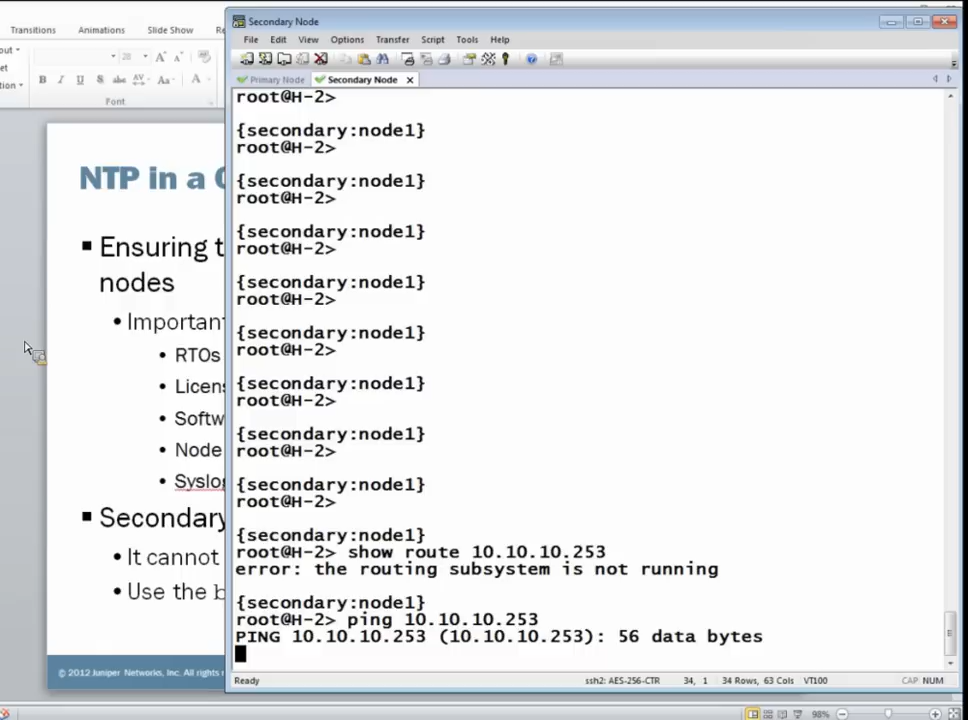 Secondary Node
Transitions Animations Slide Show
File Edit View Options Transfer Script Tools Help
Primary Node Secondary Node
Font
root@H-2>
{secondary:node1}
root@H-2>
{secondary:node1}
root@H-2>
{secondary:node1}
root@H-2>
{secondary:node1}
root@H-2>
{secondary:node1}
root@H-2>
{secondary:node1}
root@H-2>
{secondary:node1}
root@H-2>
{secondary:node1}
root@H-2>
{secondary:node1}
root@H-2> show route 10.10.10.253
error: the routing subsystem is not running
{secondary:node1}
root@H-2> ping 10.10.10.253
PING 10.10.10.253 (10.10.10.253): 56 data bytes
Ready ssh2: AES-256-CTR 34, 1 34 Rows, 63 Cols VT100 CAP NUM
NTP in a
Ensuring t
nodes
Important
RTOs
Licens
Softw
Node
Syslog
Secondary
It cannot
Use the b
© 2012 Juniper Networks, Inc. All rights
98%